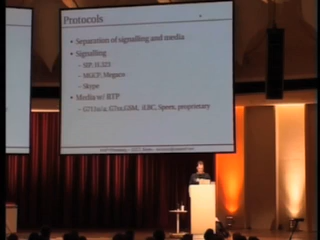 Protocols
• Separation of signalling and media
• Signalling
– SIP, H.323
– MGCP, Megaco
– Skype
• Media w/ RTP
– G711u/a, G7xx, GSM, iLBC, Speex, proprietary